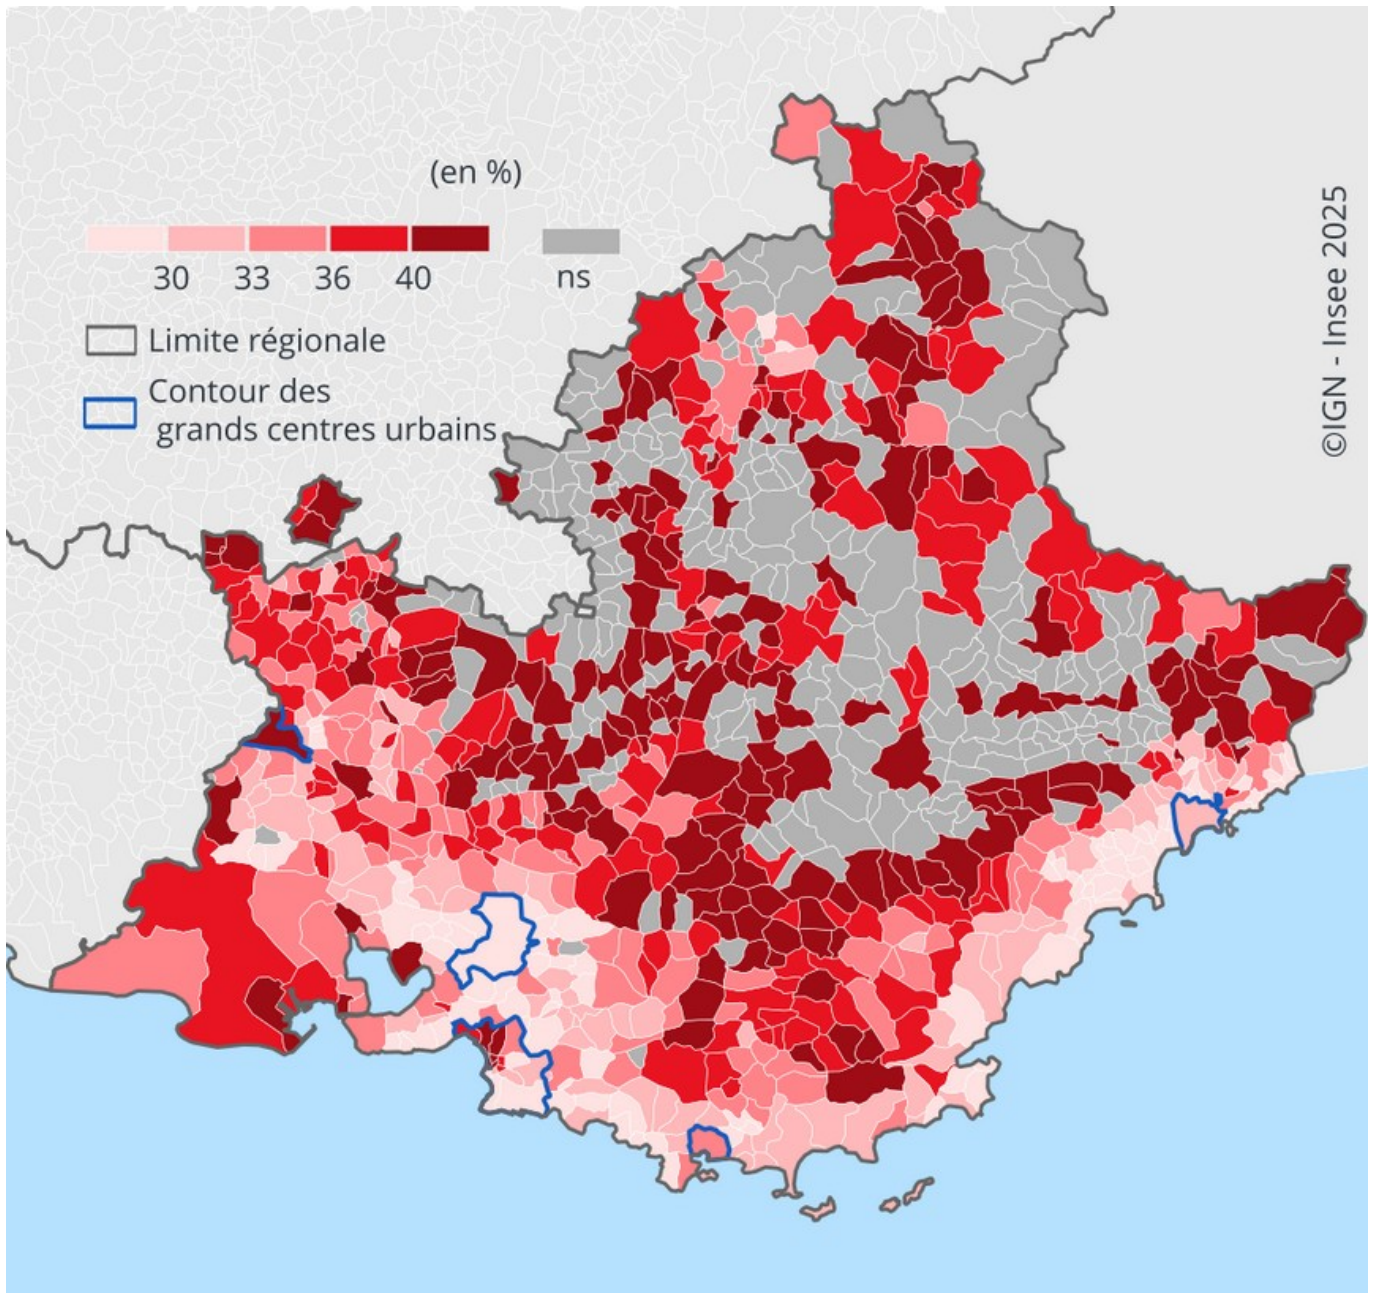 (en %)
30 33 36 40 ns
Limite régionale
Contour des
grands centres urbains
©IGN - Insee 2025